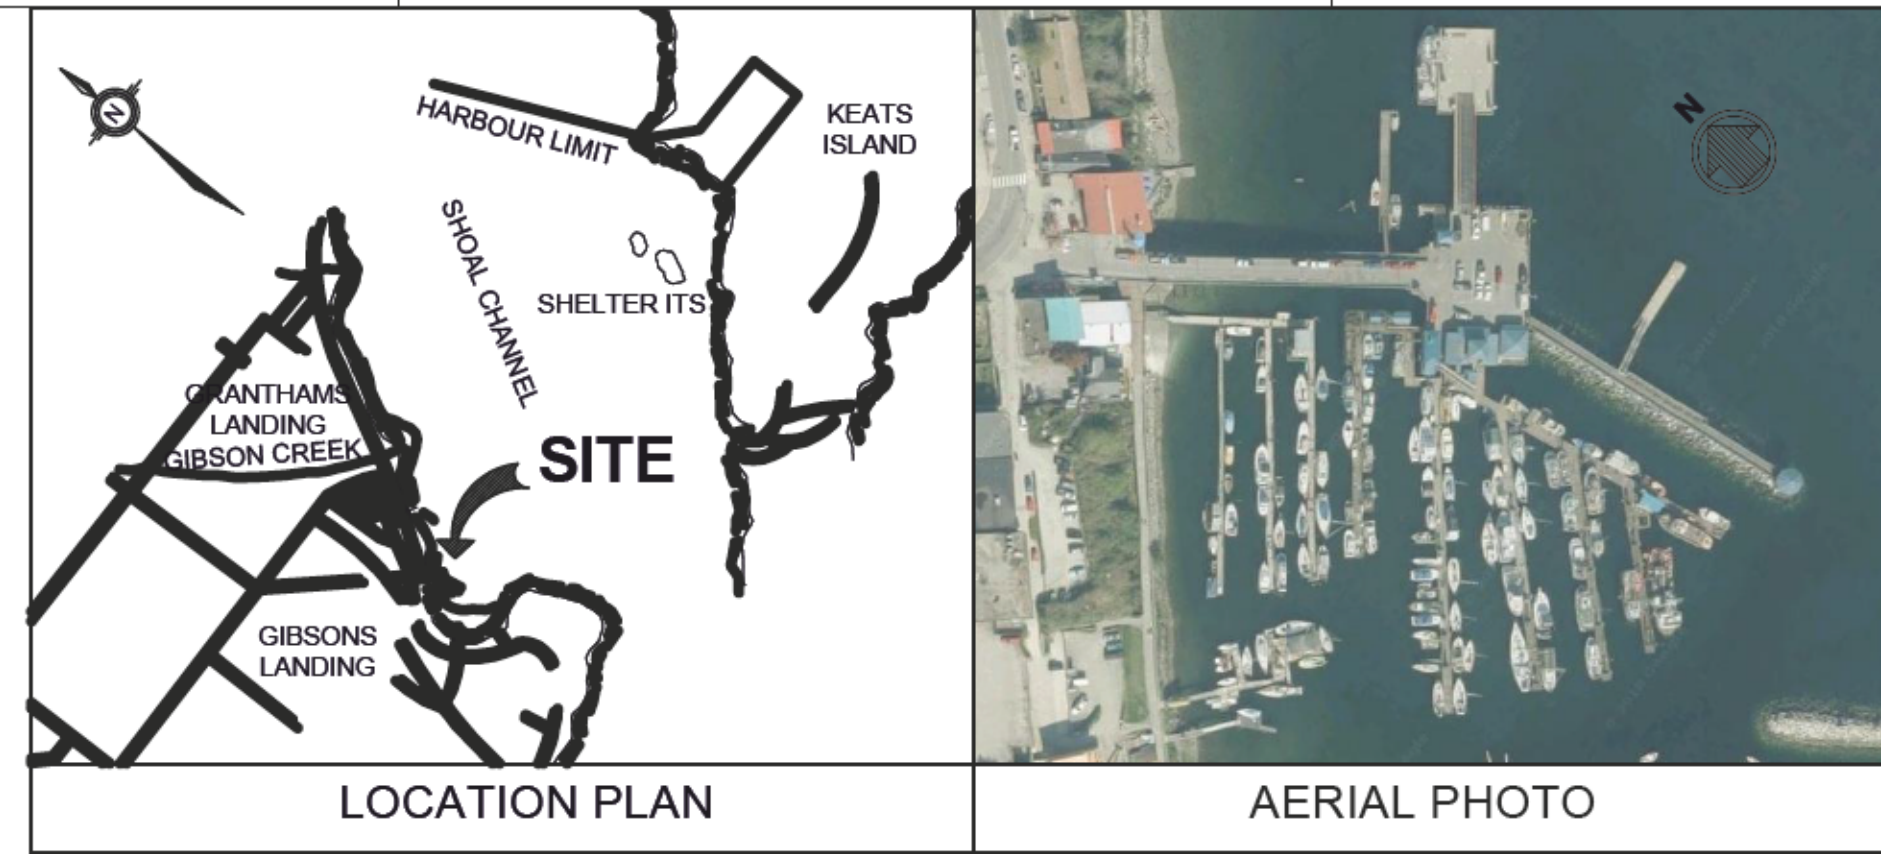 N
HARBOUR LIMIT
KEATS
ISLAND
SHOAL CHANNEL
SHELTER ITS
GRANTHAMS
LANDING
GIBSON CREEK
SITE
GIBSONS
LANDING
LOCATION PLAN
N
AERIAL PHOTO